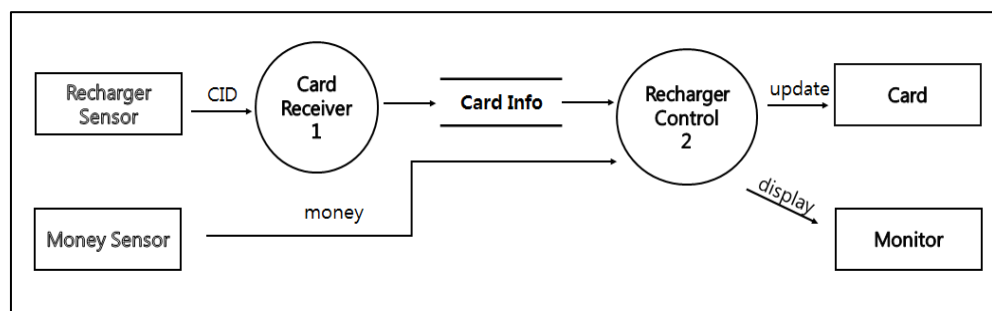 Recharger
Sensor
CID
Card
Receiver
1
Card Info
Recharger
Control
2
update
Card
Money Sensor
money
display
Monitor